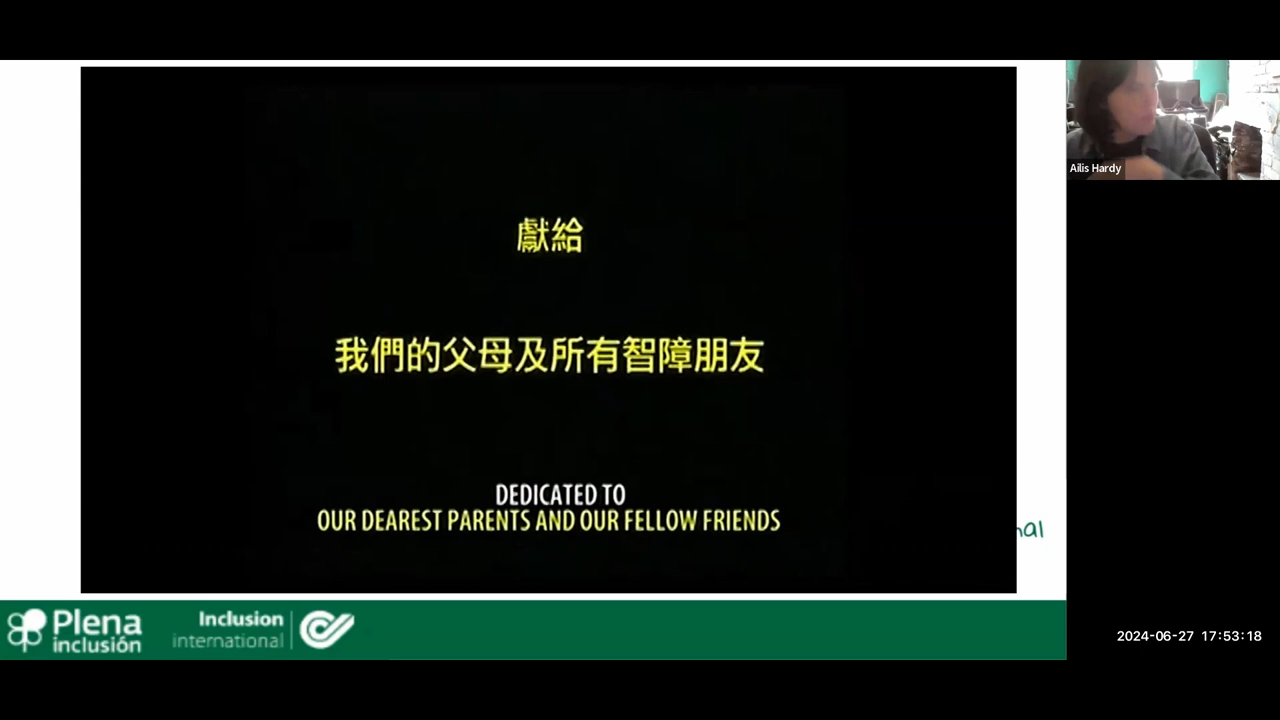 獻給
我們的父母及所有智障朋友
DEDICATED TO
OUR DEAREST PARENTS AND OUR FELLOW FRIENDS
Ailis Hardy
nal
Plena
inclusión
Inclusion
international
2024-06-27 17:53:18